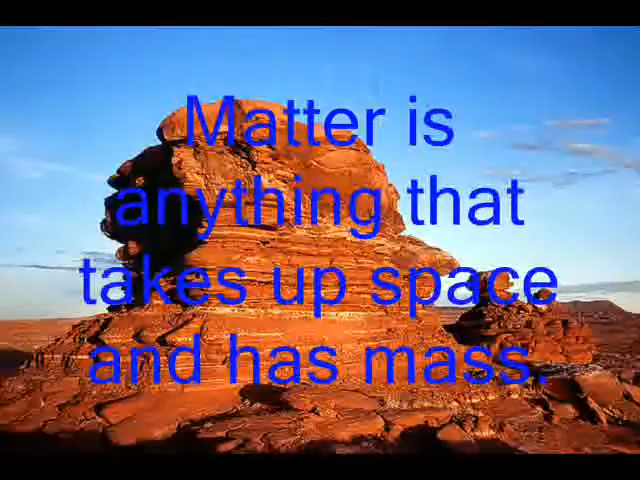 Matter is
anything that
takes up space
and has mass.